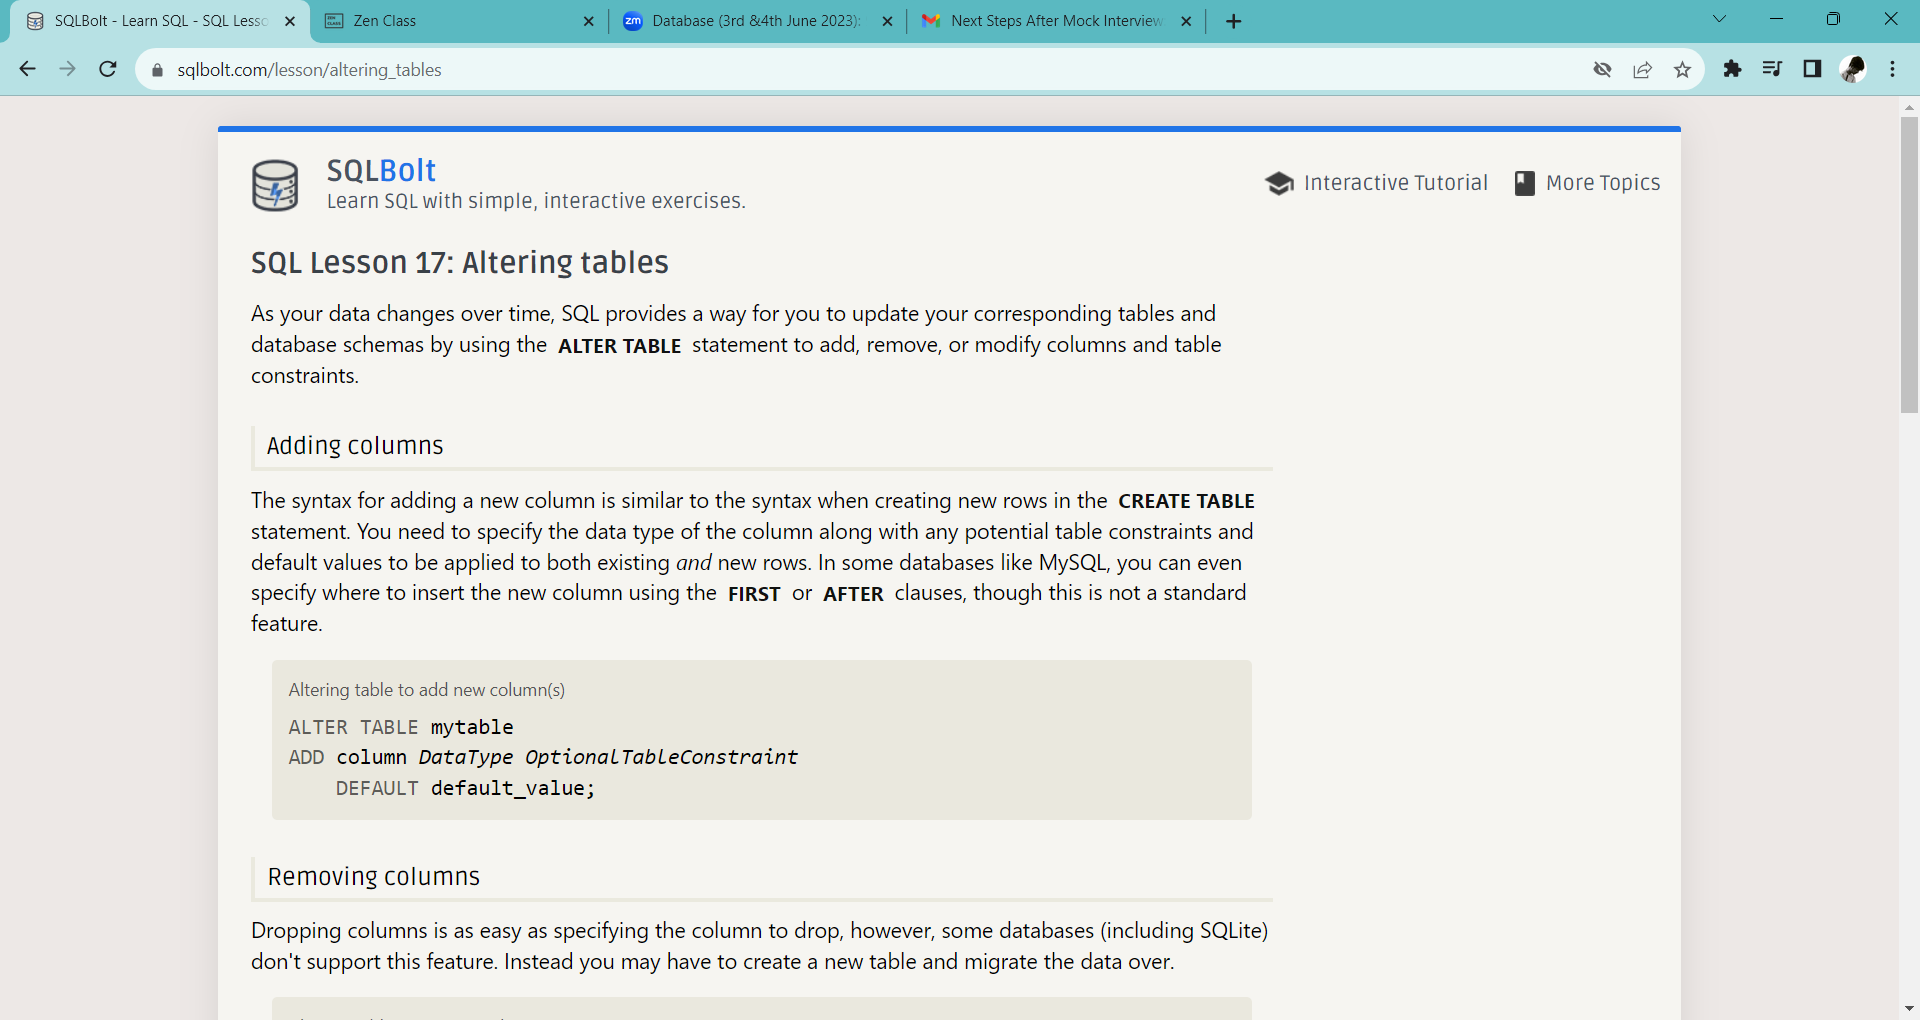 SQLBolt - Learn SQL - SQL Lesso
Zen Class
zm Database (3rd &4th June 2023):
Next Steps After Mock Interview
sqlbolt.com/lesson/altering_tables
SQLBolt
Learn SQL with simple, interactive exercises.
Interactive Tutorial
More Topics
SQL Lesson 17: Altering tables
As your data changes over time, SQL provides a way for you to update your corresponding tables and
database schemas by using the ALTER TABLE statement to add, remove, or modify columns and table
constraints.
Adding columns
The syntax for adding a new column is similar to the syntax when creating new rows in the CREATE TABLE
statement. You need to specify the data type of the column along with any potential table constraints and
default values to be applied to both existing and new rows. In some databases like MySQL, you can even
specify where to insert the new column using the FIRST or AFTER clauses, though this is not a standard
feature.
Altering table to add new column(s)
ALTER TABLE mytable
ADD column DataType OptionalTableConstraint
DEFAULT default_value;
Removing columns
Dropping columns is as easy as specifying the column to drop, however, some databases (including SQLite)
don't support this feature. Instead you may have to create a new table and migrate the data over.